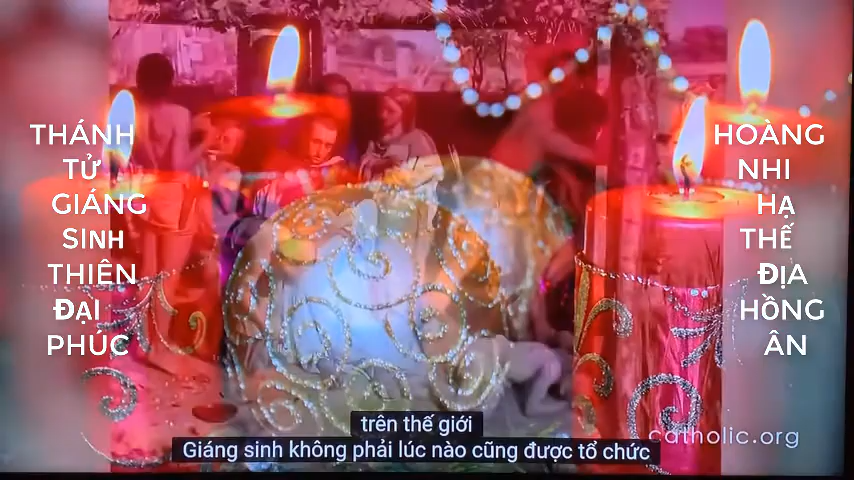 THÁNH
TỬ
GIÁNG
SINH
THIÊN
ĐẠI
PHÚC
HOÀNG
NHI
HẠ
THẾ
ĐỊA
HỒNG
ÂN
trên thế giới
Giáng sinh không phải lúc nào cũng được tổ chức
catholic.org